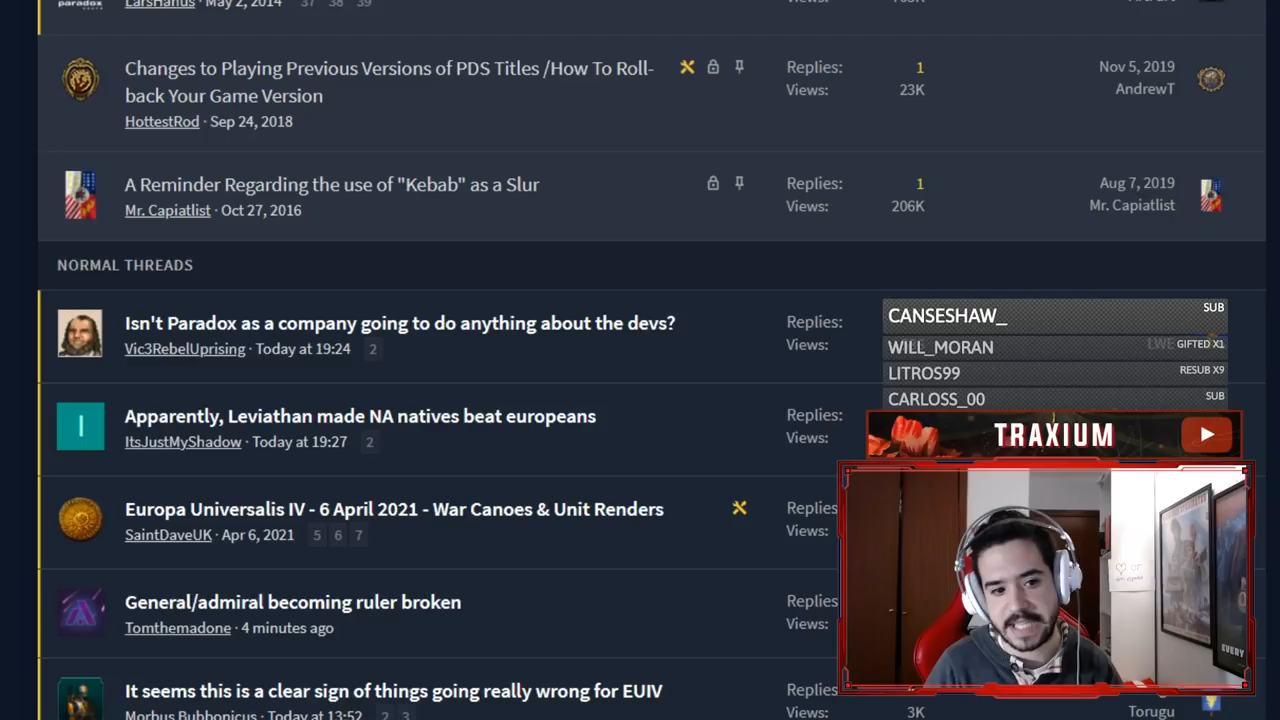 paradox
LarsHanus · May 2, 2014 37 38 39
Changes to Playing Previous Versions of PDS Titles /How To Roll-
back Your Game Version
HottestRod · Sep 24, 2018
Replies: 1
Views: 23K
Nov 5, 2019
AndrewT
A Reminder Regarding the use of "Kebab" as a Slur
Mr. Capiatlist · Oct 27, 2016
Replies: 1
Views: 206K
Aug 7, 2019
Mr. Capiatlist
NORMAL THREADS
Isn't Paradox as a company going to do anything about the devs?
Vic3RebelUprising · Today at 19:24 2
Replies:
Views:
CANSESHAW_ SUB
WILL_MORAN GIFTED X1
LITROS99 RESUB X9
CARLOSS_00 SUB
TRAXIUM
Apparently, Leviathan made NA natives beat europeans
ItsJustMyShadow · Today at 19:27 2
Replies:
Views:
Europa Universalis IV - 6 April 2021 - War Canoes & Unit Renders
SaintDaveUK · Apr 6, 2021 5 6 7
Replies
Views:
General/admiral becoming ruler broken
Tomthemadone · 4 minutes ago
Replies
Views:
It seems this is a clear sign of things going really wrong for EUIV
Morbus Bubbonicus · Today at 13:52 2 3
Replies
Views: 3K
Torugu
EVERY